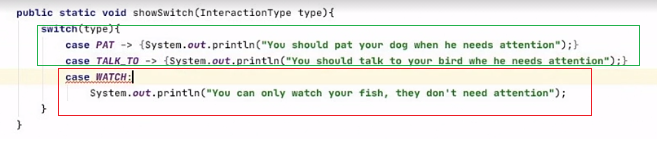 public static void showSwitch(InteractionType type){
switch(type){
case PAT -> {System.out.println("You should pat your dog when he needs attention");}
case TALK_TO -> {System.out.println("You should talk to your bird whe he needs attention");}
case WATCH:
System.out.println("You can only watch your fish, they don't need attention");
}
}